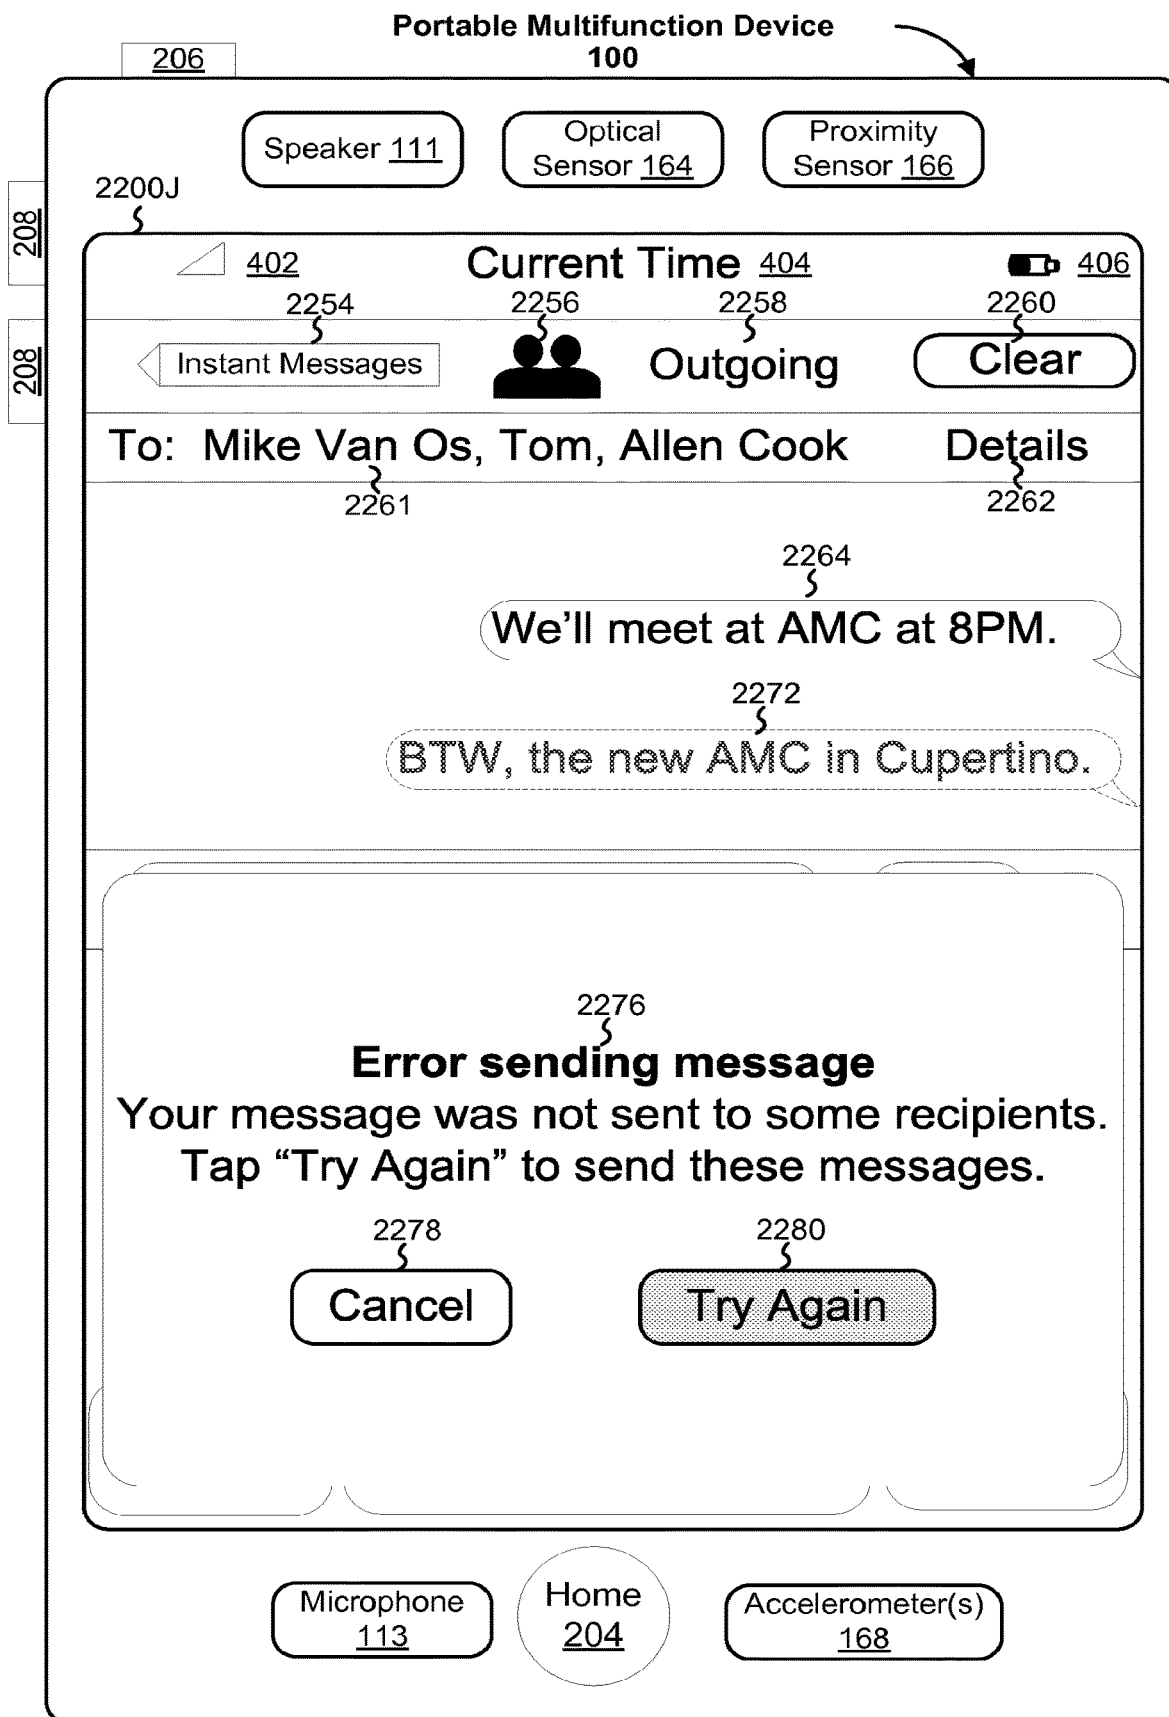 Portable Multifunction Device
100
206
Speaker 111
Optical
Sensor 164
Proximity
Sensor 166
2200J
208
402
Current Time 404
406
2254
2256
2258
2260
208
Instant Messages
Outgoing
Clear
To: Mike Van Os, Tom, Allen Cook
Details
2261
2262
2264
We'll meet at AMC at 8PM.
2272
BTW, the new AMC in Cupertino.
2276
Error sending message
Your message was not sent to some recipients.
Tap “Try Again” to send these messages.
2278
2280
Cancel
Try Again
Microphone
113
Home
204
Accelerometer(s)
168